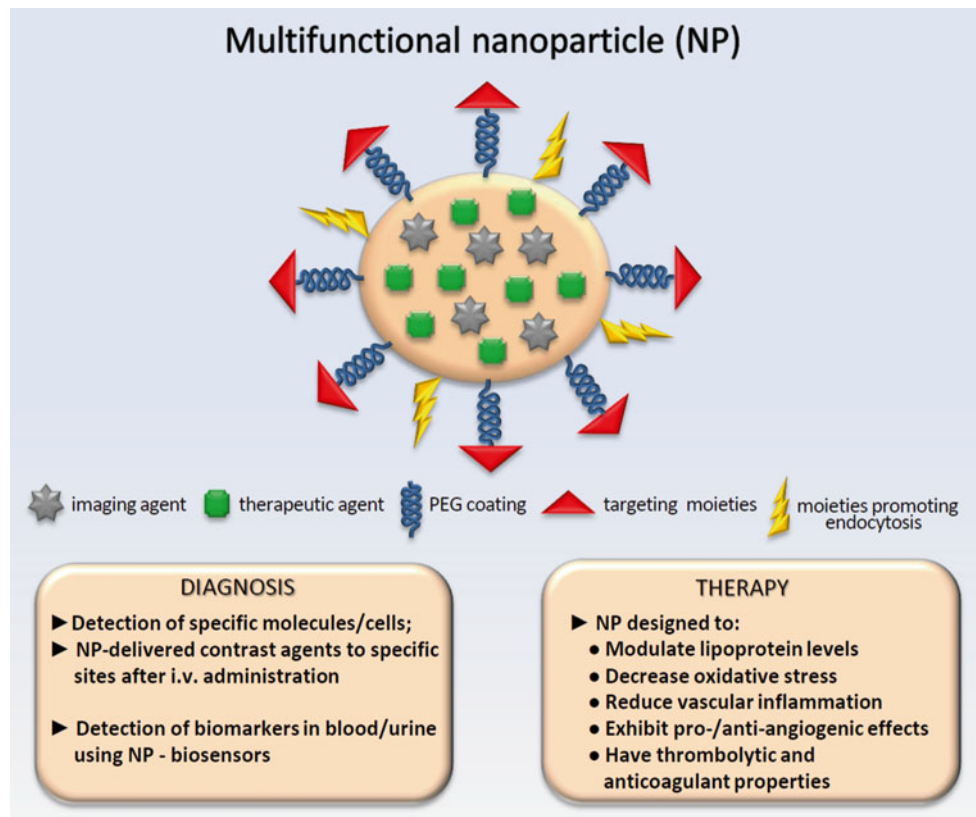 Multifunctional nanoparticle (NP)
imaging agent
therapeutic agent
PEG coating
targeting moieties
moieties promoting
endocytosis
DIAGNOSIS
► Detection of specific molecules/cells;
► NP-delivered contrast agents to specific
sites after i.v. administration
► Detection of biomarkers in blood/urine
using NP - biosensors
THERAPY
► NP designed to:
● Modulate lipoprotein levels
● Decrease oxidative stress
● Reduce vascular inflammation
● Exhibit pro-/anti-angiogenic effects
● Have thrombolytic and
anticoagulant properties